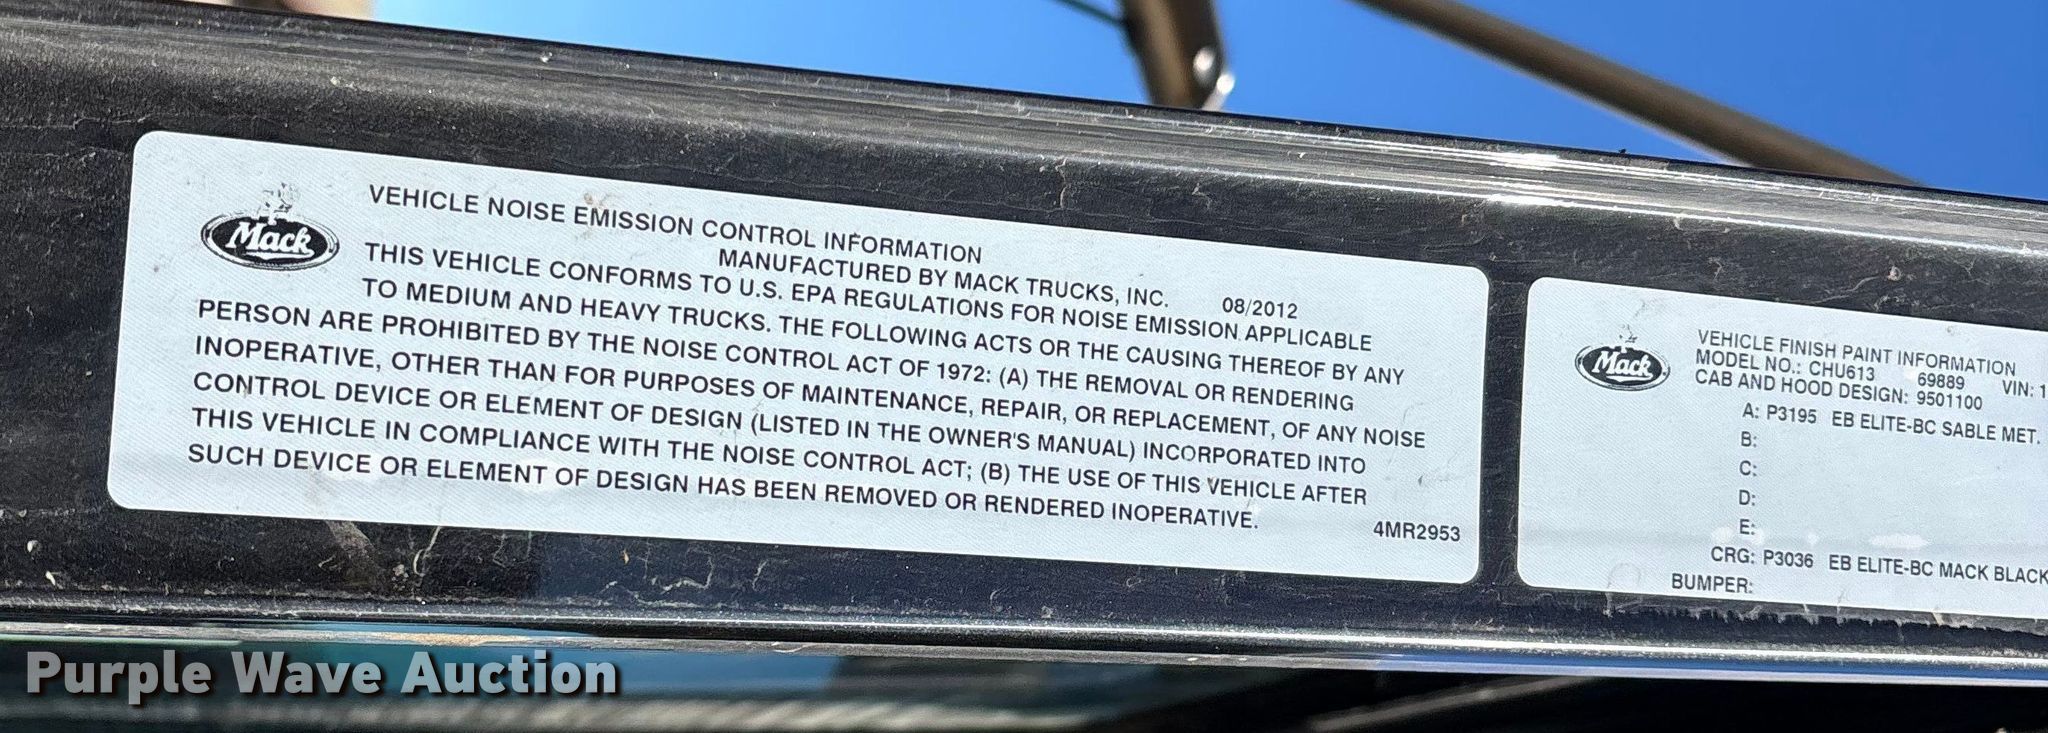 Mack
VEHICLE NOISE EMISSION CONTROL INFORMATION
MANUFACTURED BY MACK TRUCKS, INC. 08/2012
THIS VEHICLE CONFORMS TO U.S. EPA REGULATIONS FOR NOISE EMISSION APPLICABLE
TO MEDIUM AND HEAVY TRUCKS. THE FOLLOWING ACTS OR THE CAUSING THEREOF BY ANY
PERSON ARE PROHIBITED BY THE NOISE CONTROL ACT OF 1972: (A) THE REMOVAL OR RENDERING
INOPERATIVE, OTHER THAN FOR PURPOSES OF MAINTENANCE, REPAIR, OR REPLACEMENT, OF ANY NOISE
CONTROL DEVICE OR ELEMENT OF DESIGN (LISTED IN THE OWNER'S MANUAL) INCORPORATED INTO
THIS VEHICLE IN COMPLIANCE WITH THE NOISE CONTROL ACT; (B) THE USE OF THIS VEHICLE AFTER
SUCH DEVICE OR ELEMENT OF DESIGN HAS BEEN REMOVED OR RENDERED INOPERATIVE.
4MR2953
Mack
VEHICLE FINISH PAINT INFORMATION
MODEL NO.: CHU613 69889 VIN: 1
CAB AND HOOD DESIGN: 9501100
A: P3195 EB ELITE-BC SABLE MET.
B:
C:
D:
E:
CRG: P3036 EB ELITE-BC MACK BLACK
BUMPER:
Purple Wave Auction